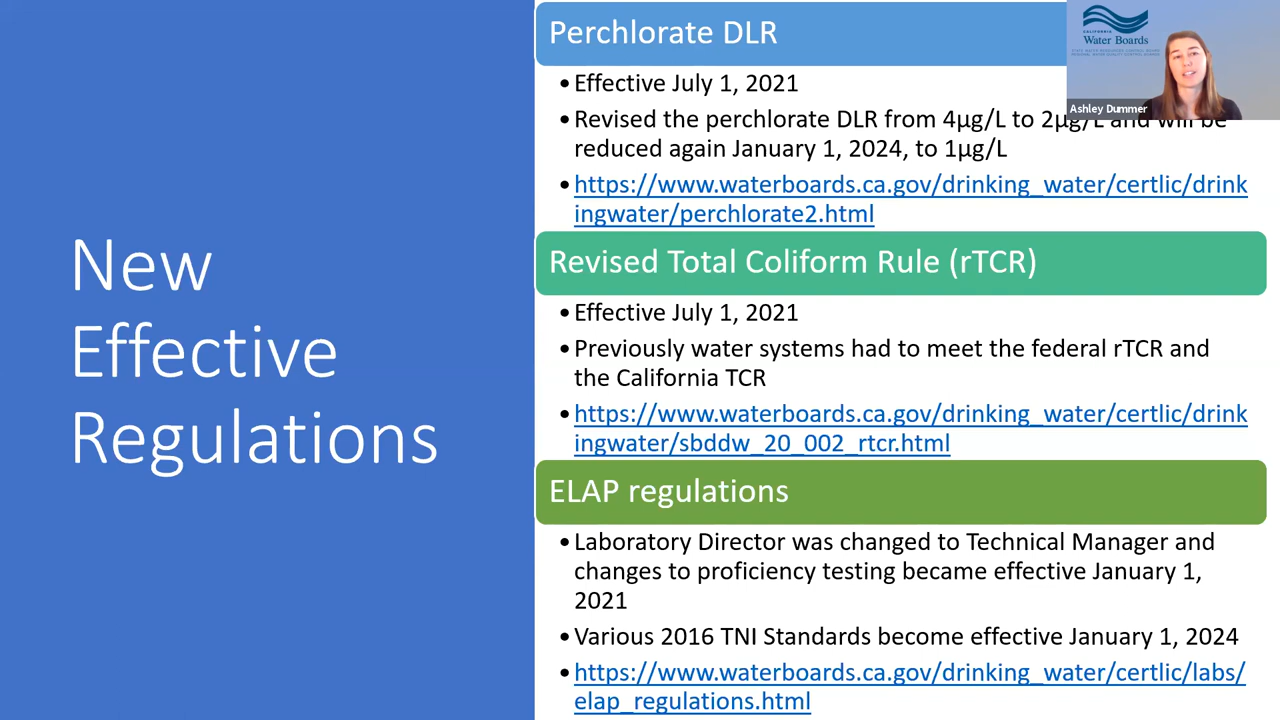 New
Effective
Regulations
Perchlorate DLR
• Effective July 1, 2021
• Revised the perchlorate DLR from 4µg/L to 2µg/L and will be
reduced again January 1, 2024, to 1µg/L
• https://www.waterboards.ca.gov/drinking_water/certlic/drink
ingwater/perchlorate2.html
Revised Total Coliform Rule (rTCR)
• Effective July 1, 2021
• Previously water systems had to meet the federal rTCR and
the California TCR
• https://www.waterboards.ca.gov/drinking_water/certlic/drink
ingwater/sbddw_20_002_rtcr.html
ELAP regulations
• Laboratory Director was changed to Technical Manager and
changes to proficiency testing became effective January 1,
2021
• Various 2016 TNI Standards become effective January 1, 2024
• https://www.waterboards.ca.gov/drinking_water/certlic/labs/
elap_regulations.html
CALIFORNIA
Water Boards
Ashley Dummer